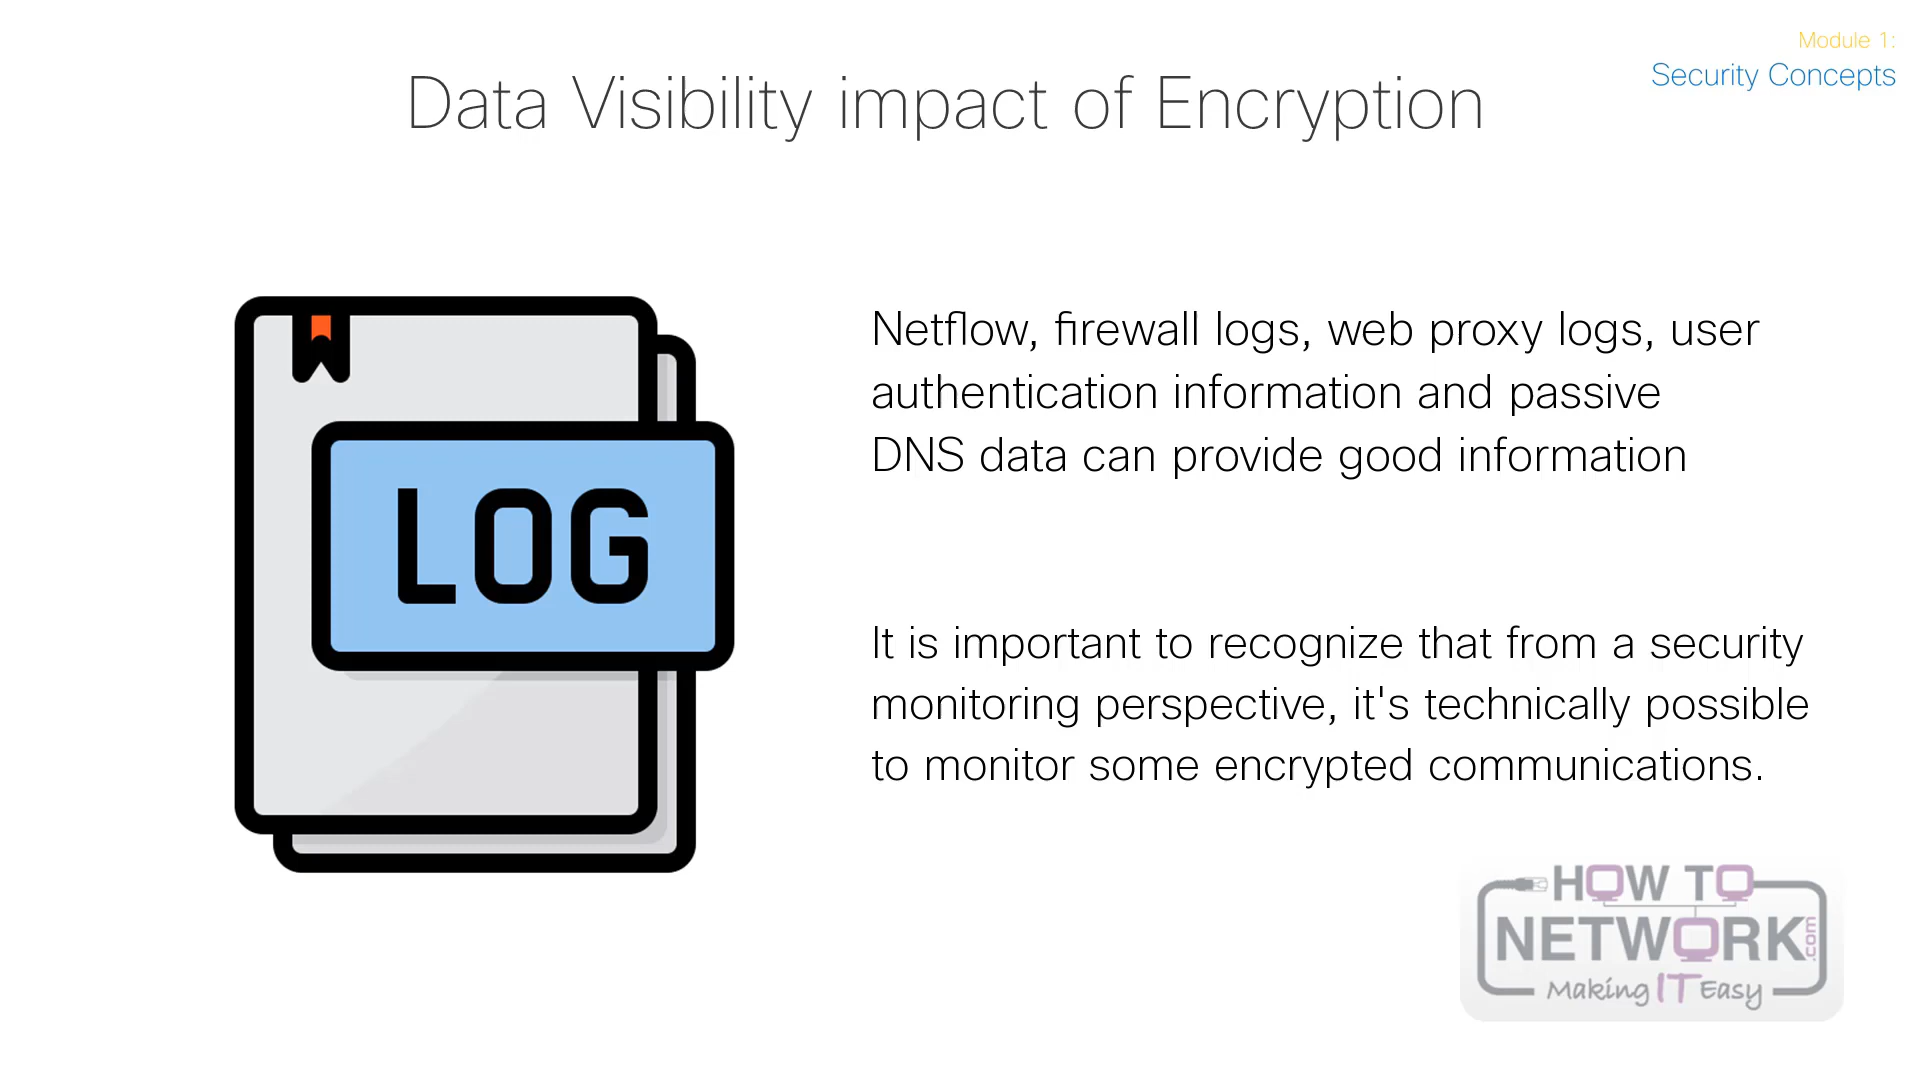 Module 1:
Security Concepts
Data Visibility impact of Encryption
LOG
Netflow, firewall logs, web proxy logs, user
authentication information and passive
DNS data can provide good information
It is important to recognize that from a security
monitoring perspective, it's technically possible
to monitor some encrypted communications.
HOW TO
NETWORK.com
Making IT Easy